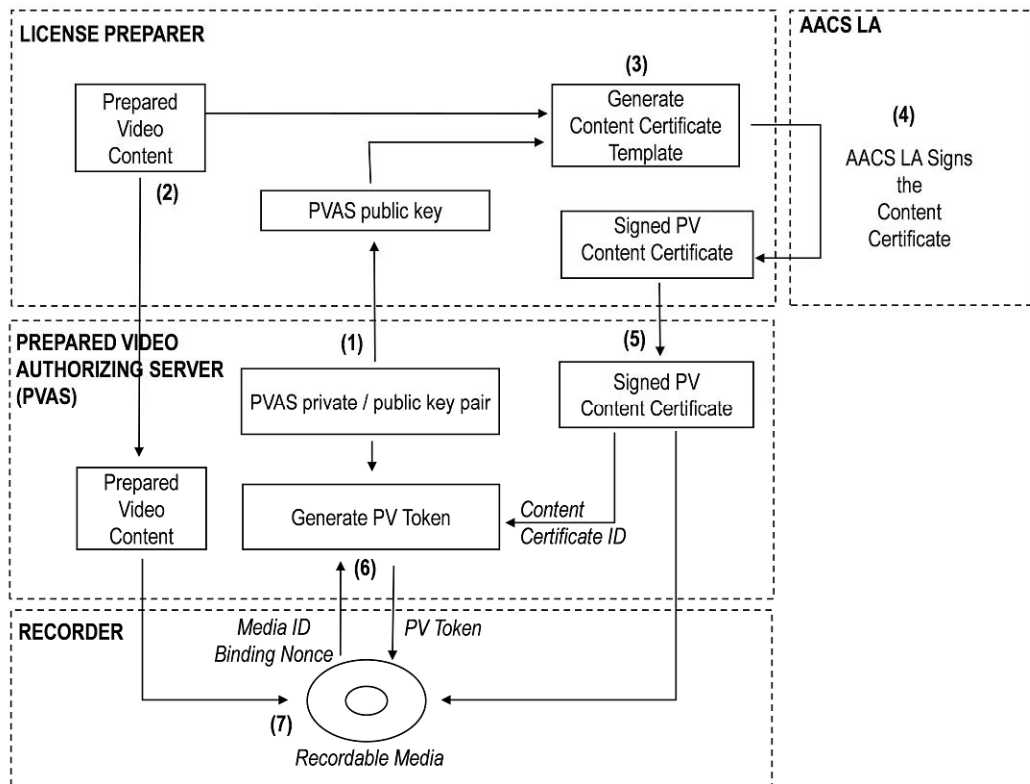 LICENSE PREPARER
AACS LA
(3)
Prepared
Video
Content
Generate
Content Certificate
Template
(4)
AACS LA Signs
the
Content
Certificate
(2)
PVAS public key
Signed PV
Content Certificate
PREPARED VIDEO
AUTHORIZING SERVER
(PVAS)
(1)
(5)
PVAS private / public key pair
Signed PV
Content Certificate
Prepared
Video
Content
Generate PV Token
Content
Certificate ID
(6)
RECORDER
Media ID
Binding Nonce
PV Token
(7)
Recordable Media